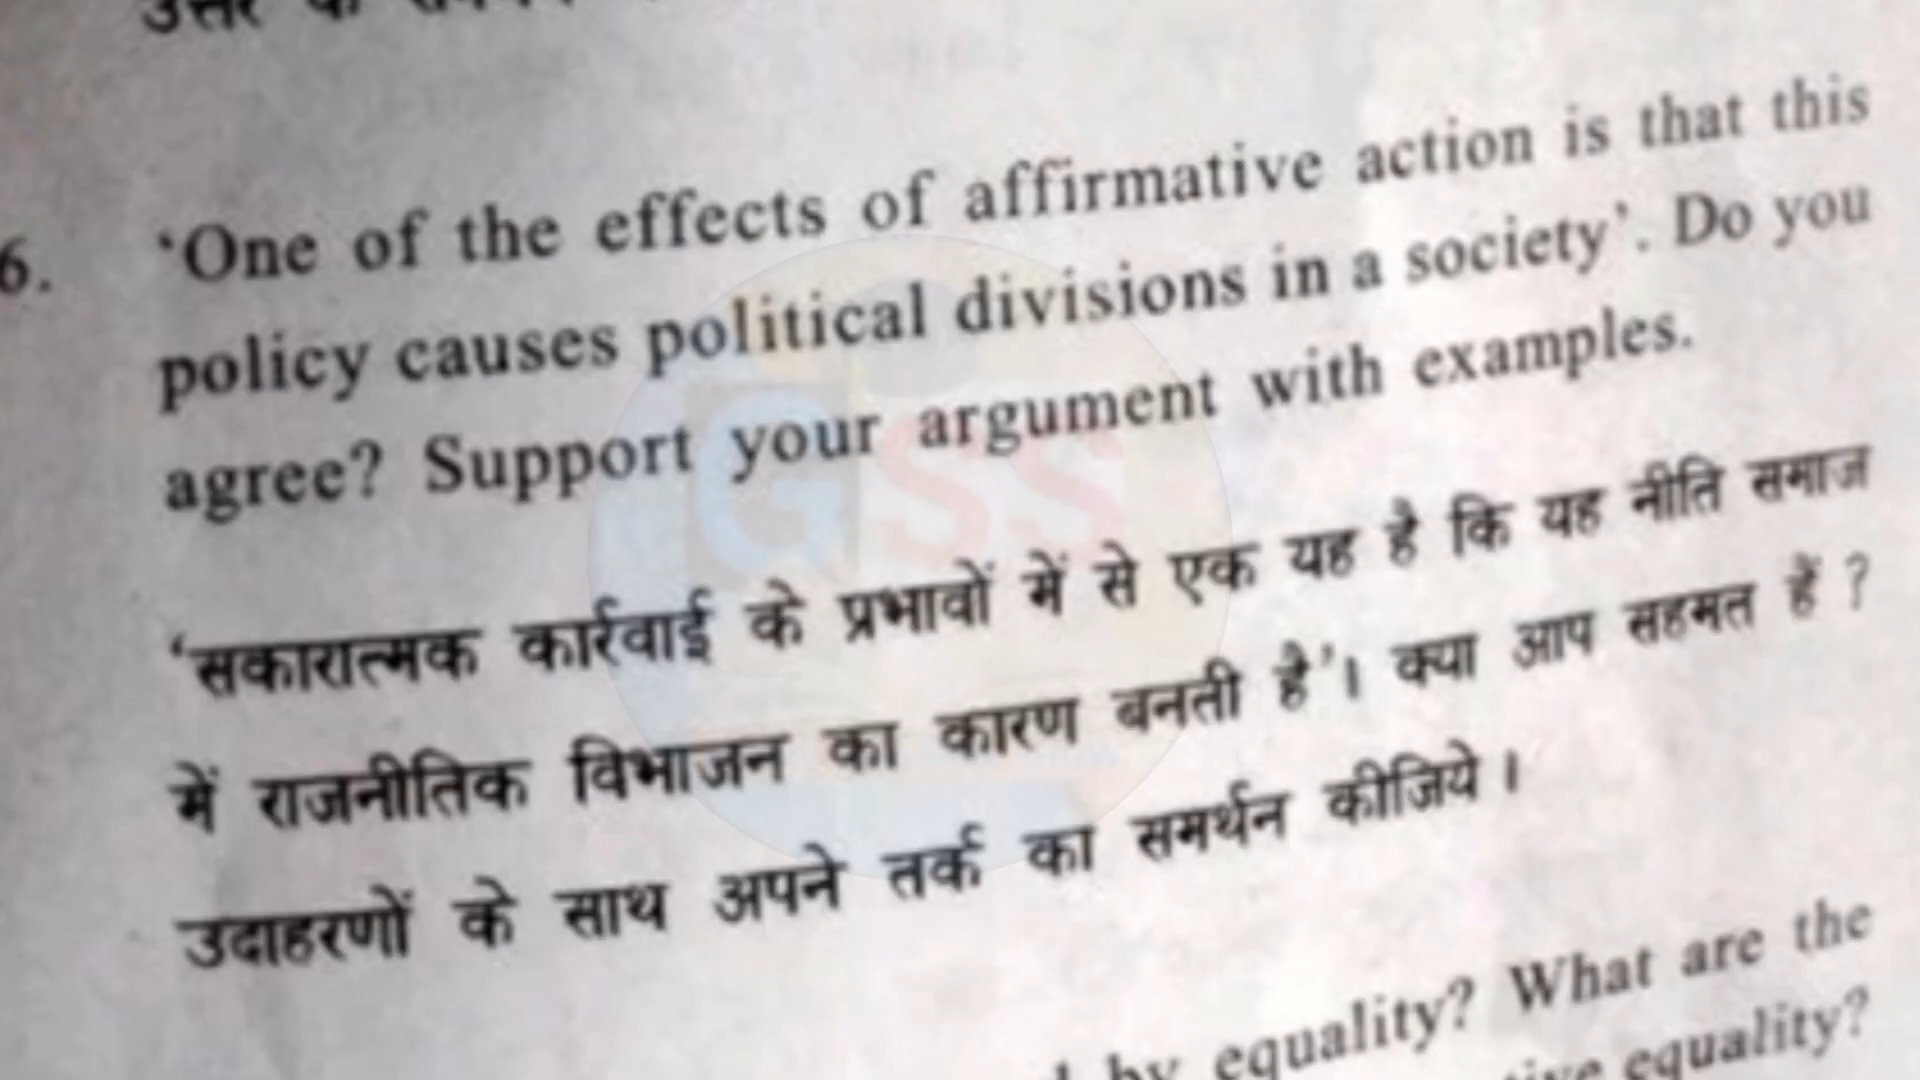 6. ‘One of the effects of affirmative action is that this
policy causes political divisions in a society’. Do you
agree? Support your argument with examples.
‘सकारात्मक कार्रवाई के प्रभावों में से एक यह है कि यह नीति समाज
में राजनीतिक विभाजन का कारण बनती है’। क्या आप सहमत हैं ?
उदाहरणों के साथ अपने तर्क का समर्थन कीजिये।
by equality? What are the
equality?
GSS